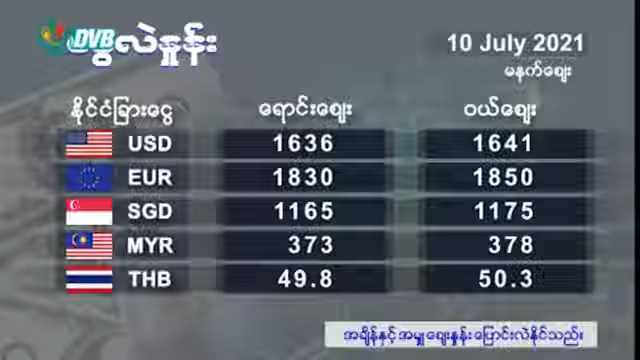 DVB
ငွေလဲနှုန်း
10 July 2021
မနက်ဈေး
နိုင်ငံခြားငွေ ရောင်းဈေး ဝယ်ဈေး
USD 1636 1641
EUR 1830 1850
SGD 1165 1175
MYR 373 378
THB 49.8 50.3
အချိန်နှင့်အမျှ ဈေးနှုန်း ပြောင်းလဲနိုင်သည်။